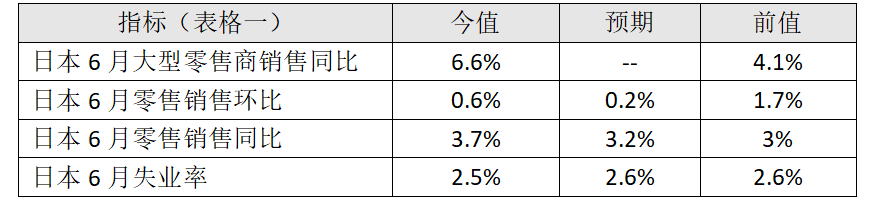 指标（表格一） 今值 预期 前值
日本 6 月大型零售商销售同比 6.6% -- 4.1%
日本 6 月零售销售环比 0.6% 0.2% 1.7%
日本 6 月零售销售同比 3.7% 3.2% 3%
日本 6 月失业率 2.5% 2.6% 2.6%